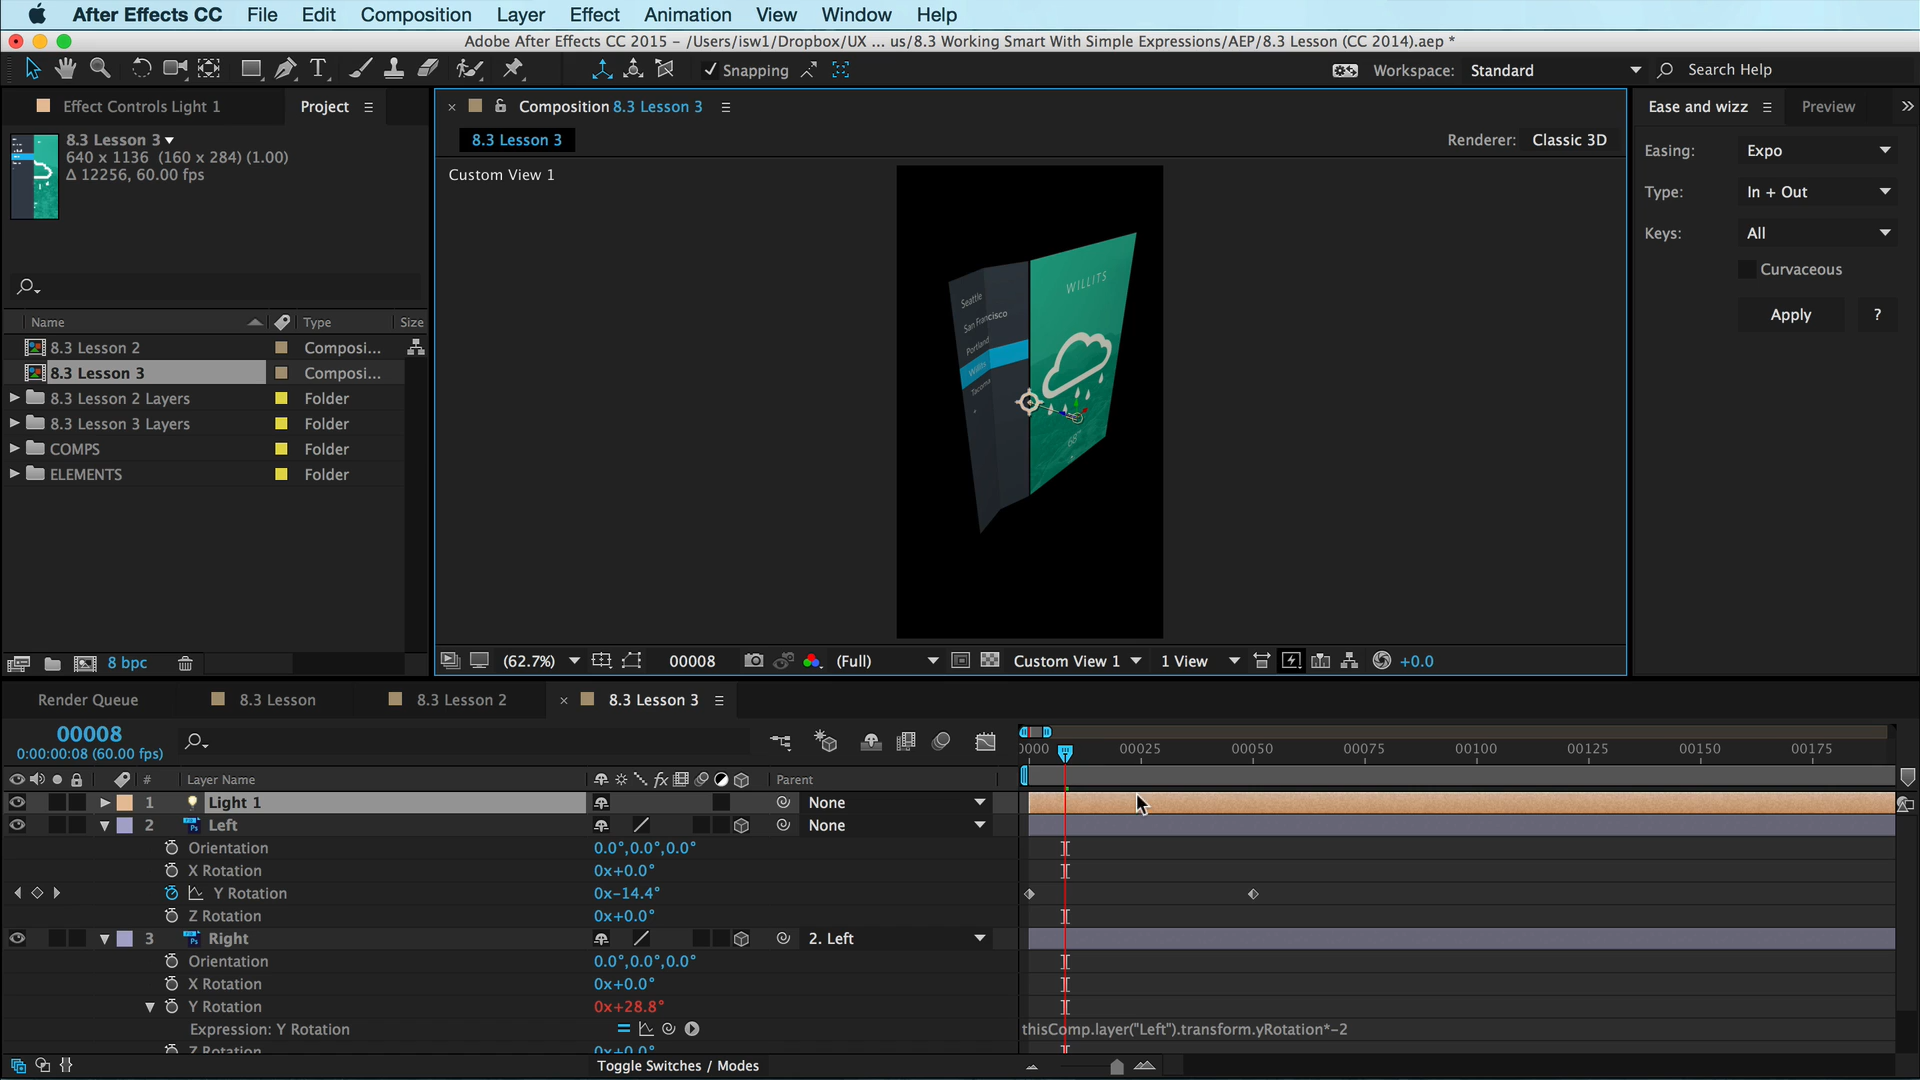 After Effects CC File Edit Composition Layer Effect Animation View Window Help
Adobe After Effects CC 2015 - /Users/isw1/Dropbox/UX ... us/8.3 Working Smart With Simple Expressions/AEP/8.3 Lesson (CC 2014).aep *
Snapping Workspace: Standard Search Help
Effect Controls Light 1 Project
8.3 Lesson 3
640 x 1136 (160 x 284) (1.00)
Δ 12256, 60.00 fps
Name Type Size
8.3 Lesson 2 Composi...
8.3 Lesson 3 Composi...
8.3 Lesson 2 Layers Folder
8.3 Lesson 3 Layers Folder
COMPS Folder
ELEMENTS Folder
8 bpc
Composition 8.3 Lesson 3
8.3 Lesson 3
Renderer: Classic 3D
Custom View 1
WILLITS
Seattle
San Francisco
Portland
Willits
Tacoma
68°
(62.7%) 00008 (Full) Custom View 1 1 View +0.0
Ease and wizz Preview
Easing: Expo
Type: In + Out
Keys: All
Curvaceous
Apply ?
Render Queue 8.3 Lesson 8.3 Lesson 2 8.3 Lesson 3
00008
0:00:00:08 (60.00 fps)
0000 00025 00050 00075 00100 00125 00150 00175
# Layer Name fx Parent
1 Light 1 None
2 Ps Left None
Orientation 0.0°,0.0°,0.0°
X Rotation 0x+0.0°
Y Rotation 0x-14.4°
Z Rotation 0x+0.0°
3 Ps Right 2. Left
Orientation 0.0°,0.0°,0.0°
X Rotation 0x+0.0°
Y Rotation 0x+28.8°
Expression: Y Rotation thisComp.layer("Left").transform.yRotation*-2
Z Rotation 0x+0.0°
Toggle Switches / Modes